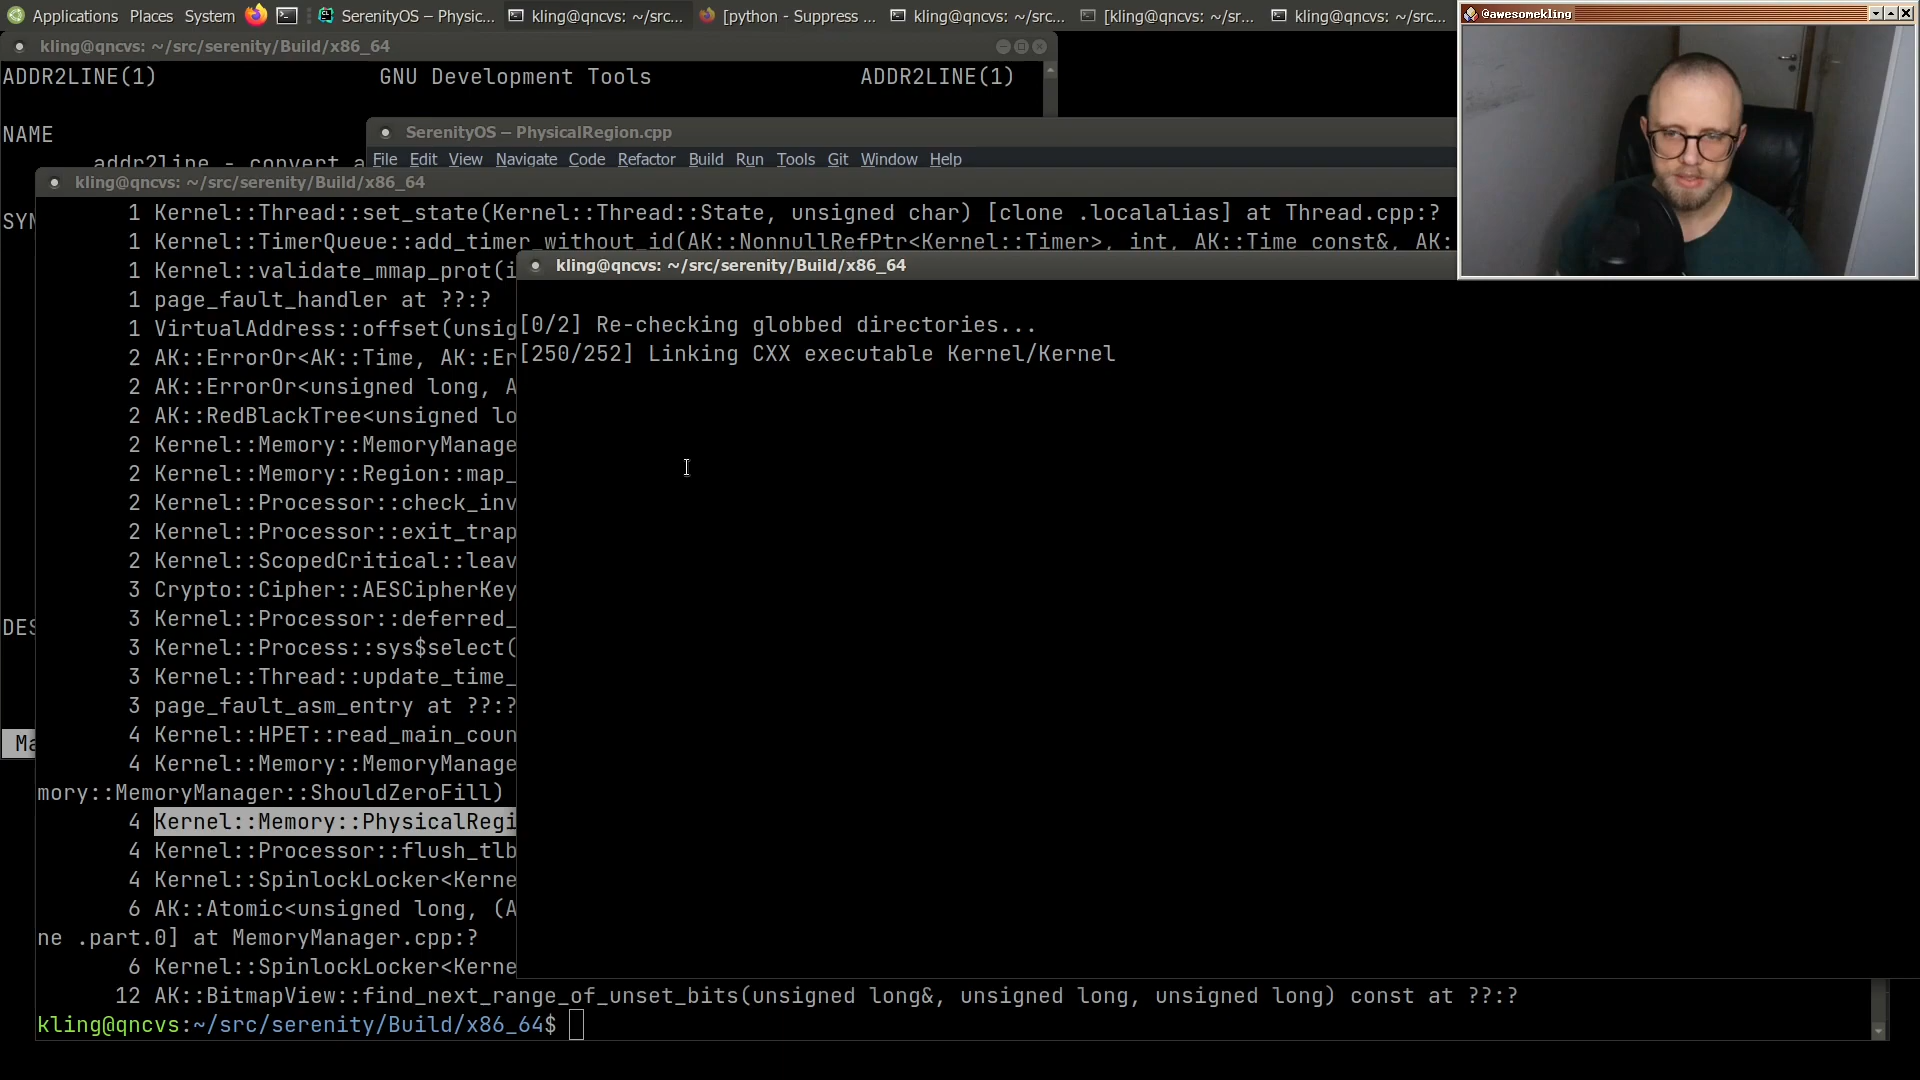 Applications Places System SerenityOS – Physic... kling@qncvs: ~/src... [python - Suppress ... kling@qncvs: ~/src... [kling@qncvs: ~/sr... kling@qncvs: ~/src...
@awesomekling
kling@qncvs: ~/src/serenity/Build/x86_64
ADDR2LINE(1) GNU Development Tools ADDR2LINE(1)
NAME
addr2line - convert a
SYN
DES
Ma
SerenityOS – PhysicalRegion.cpp
File Edit View Navigate Code Refactor Build Run Tools Git Window Help
kling@qncvs: ~/src/serenity/Build/x86_64
1 Kernel::Thread::set_state(Kernel::Thread::State, unsigned char) [clone .localalias] at Thread.cpp:?
1 Kernel::TimerQueue::add_timer_without_id(AK::NonnullRefPtr<Kernel::Timer>, int, AK::Time const&, AK::
1 Kernel::validate_mmap_prot(i
1 page_fault_handler at ??:?
1 VirtualAddress::offset(unsig
2 AK::ErrorOr<AK::Time, AK::Er
2 AK::ErrorOr<unsigned long, A
2 AK::RedBlackTree<unsigned lo
2 Kernel::Memory::MemoryManage
2 Kernel::Memory::Region::map_
2 Kernel::Processor::check_inv
2 Kernel::Processor::exit_trap
2 Kernel::ScopedCritical::leav
3 Crypto::Cipher::AESCipherKey
3 Kernel::Processor::deferred_
3 Kernel::Process::sys$select(
3 Kernel::Thread::update_time_
3 page_fault_asm_entry at ??:?
4 Kernel::HPET::read_main_coun
4 Kernel::Memory::MemoryManage
mory::MemoryManager::ShouldZeroFill)
4 Kernel::Memory::PhysicalRegi
4 Kernel::Processor::flush_tlb
4 Kernel::SpinlockLocker<Kerne
6 AK::Atomic<unsigned long, (A
ne .part.0] at MemoryManager.cpp:?
6 Kernel::SpinlockLocker<Kerne
12 AK::BitmapView::find_next_range_of_unset_bits(unsigned long&, unsigned long, unsigned long) const at ??:?
kling@qncvs:~/src/serenity/Build/x86_64$
kling@qncvs: ~/src/serenity/Build/x86_64
[0/2] Re-checking globbed directories...
[250/252] Linking CXX executable Kernel/Kernel